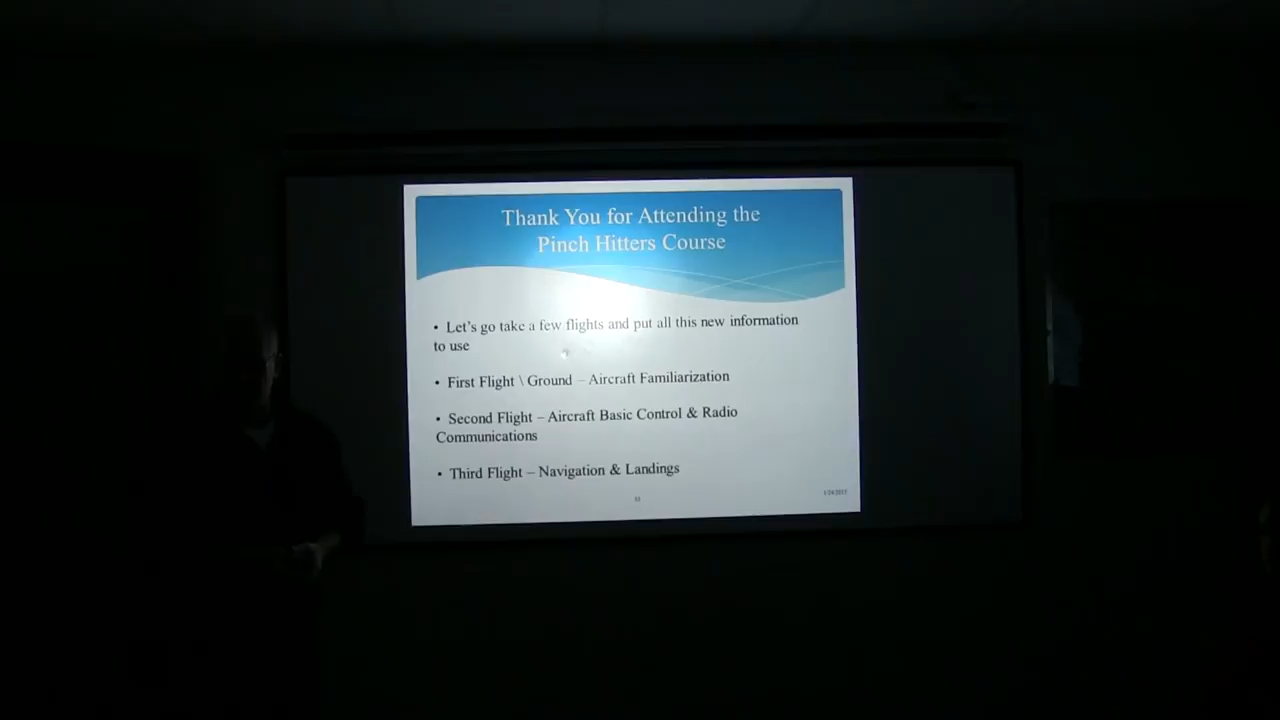 Thank You for Attending the
Pinch Hitters Course
• Let's go take a few flights and put all this new information
to use
• First Flight \ Ground – Aircraft Familiarization
• Second Flight – Aircraft Basic Control & Radio
Communications
• Third Flight – Navigation & Landings